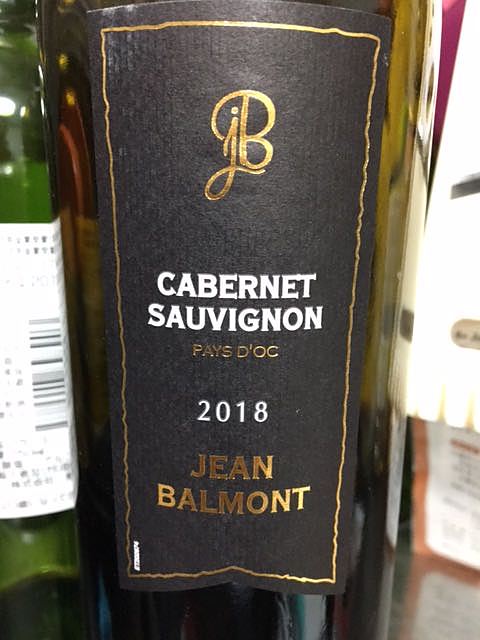 jB
CABERNET
SAUVIGNON
PAYS D'OC
2018
JEAN
BALMONT